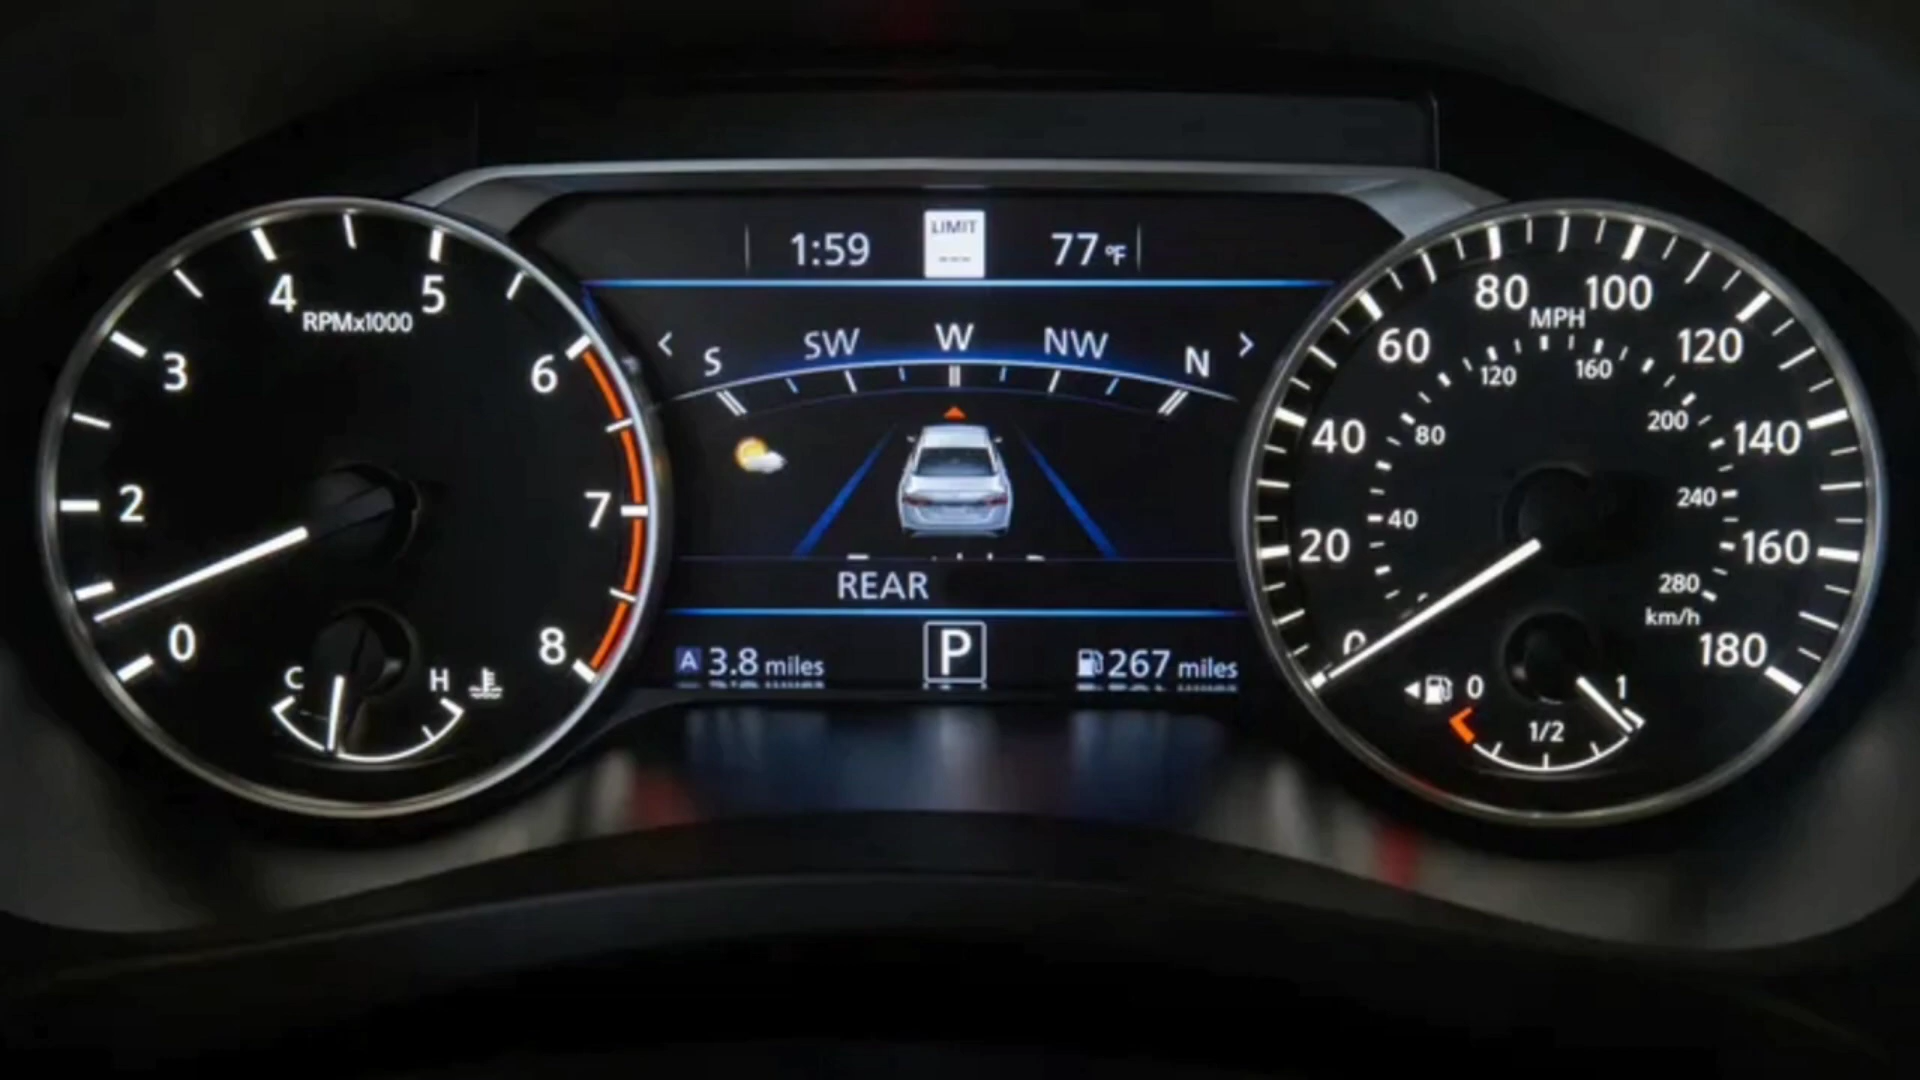 1:59
LIMIT
---
77 °F
< S SW W NW N >
REAR
A 3.8 miles
P
267 miles
0
2
3
4
5
6
7
8
RPMx1000
C
H
0
20
40
60
80
100
120
140
160
180
MPH
40
80
120
160
200
240
280
km/h
0
1/2
1